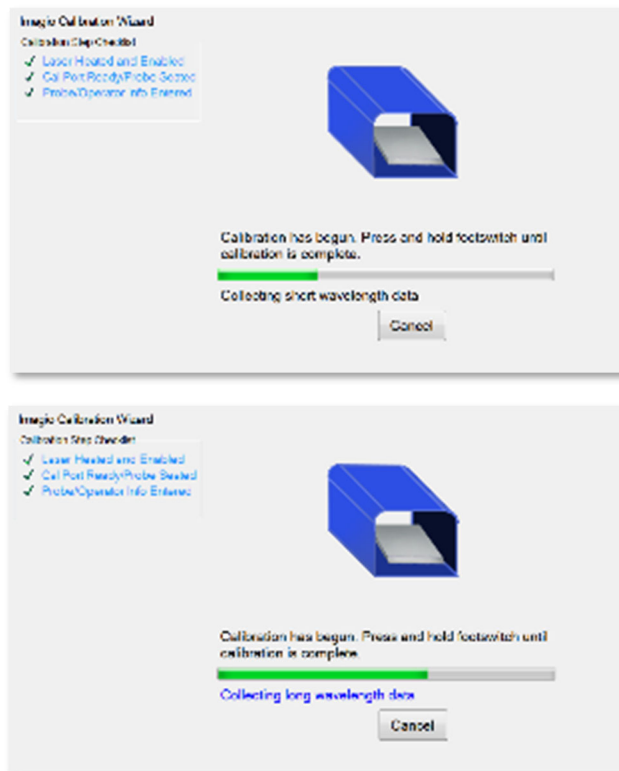 Imagio Calibration Wizard
Calibration Step Checklist
✓ Laser Heated and Enabled
✓ Cal Port Ready/Probe Seated
✓ Probe/Operator Info Entered
Calibration has begun. Press and hold footswitch until
calibration is complete.
Collecting short wavelength data
Cancel
Imagio Calibration Wizard
Calibration Step Checklist
✓ Laser Heated and Enabled
✓ Cal Port Ready/Probe Seated
✓ Probe/Operator Info Entered
Calibration has begun. Press and hold footswitch until
calibration is complete.
Collecting long wavelength data
Cancel